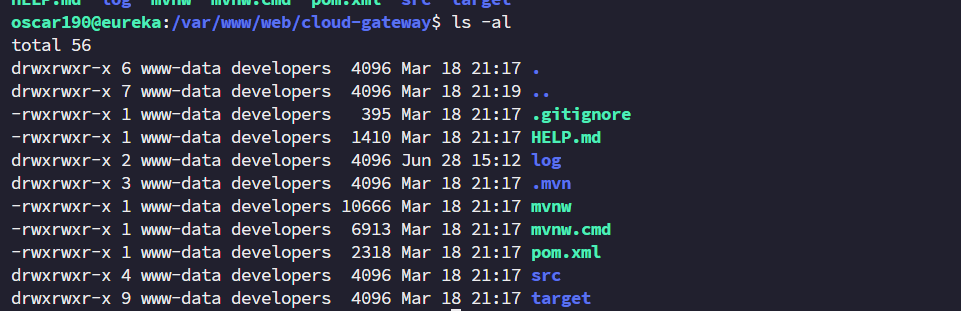 HELP.md log mvnw mvnw.cmd pom.xml src target
oscar190@eureka:/var/www/web/cloud-gateway$ ls -al
total 56
drwxrwxr-x 6 www-data developers  4096 Mar 18 21:17 .
drwxrwxr-x 7 www-data developers  4096 Mar 18 21:19 ..
-rwxrwxr-x 1 www-data developers   395 Mar 18 21:17 .gitignore
-rwxrwxr-x 1 www-data developers  1410 Mar 18 21:17 HELP.md
drwxrwxr-x 2 www-data developers  4096 Jun 28 15:12 log
drwxrwxr-x 3 www-data developers  4096 Mar 18 21:17 .mvn
-rwxrwxr-x 1 www-data developers 10666 Mar 18 21:17 mvnw
-rwxrwxr-x 1 www-data developers  6913 Mar 18 21:17 mvnw.cmd
-rwxrwxr-x 1 www-data developers  2318 Mar 18 21:17 pom.xml
drwxrwxr-x 4 www-data developers  4096 Mar 18 21:17 src
drwxrwxr-x 9 www-data developers  4096 Mar 18 21:17 target